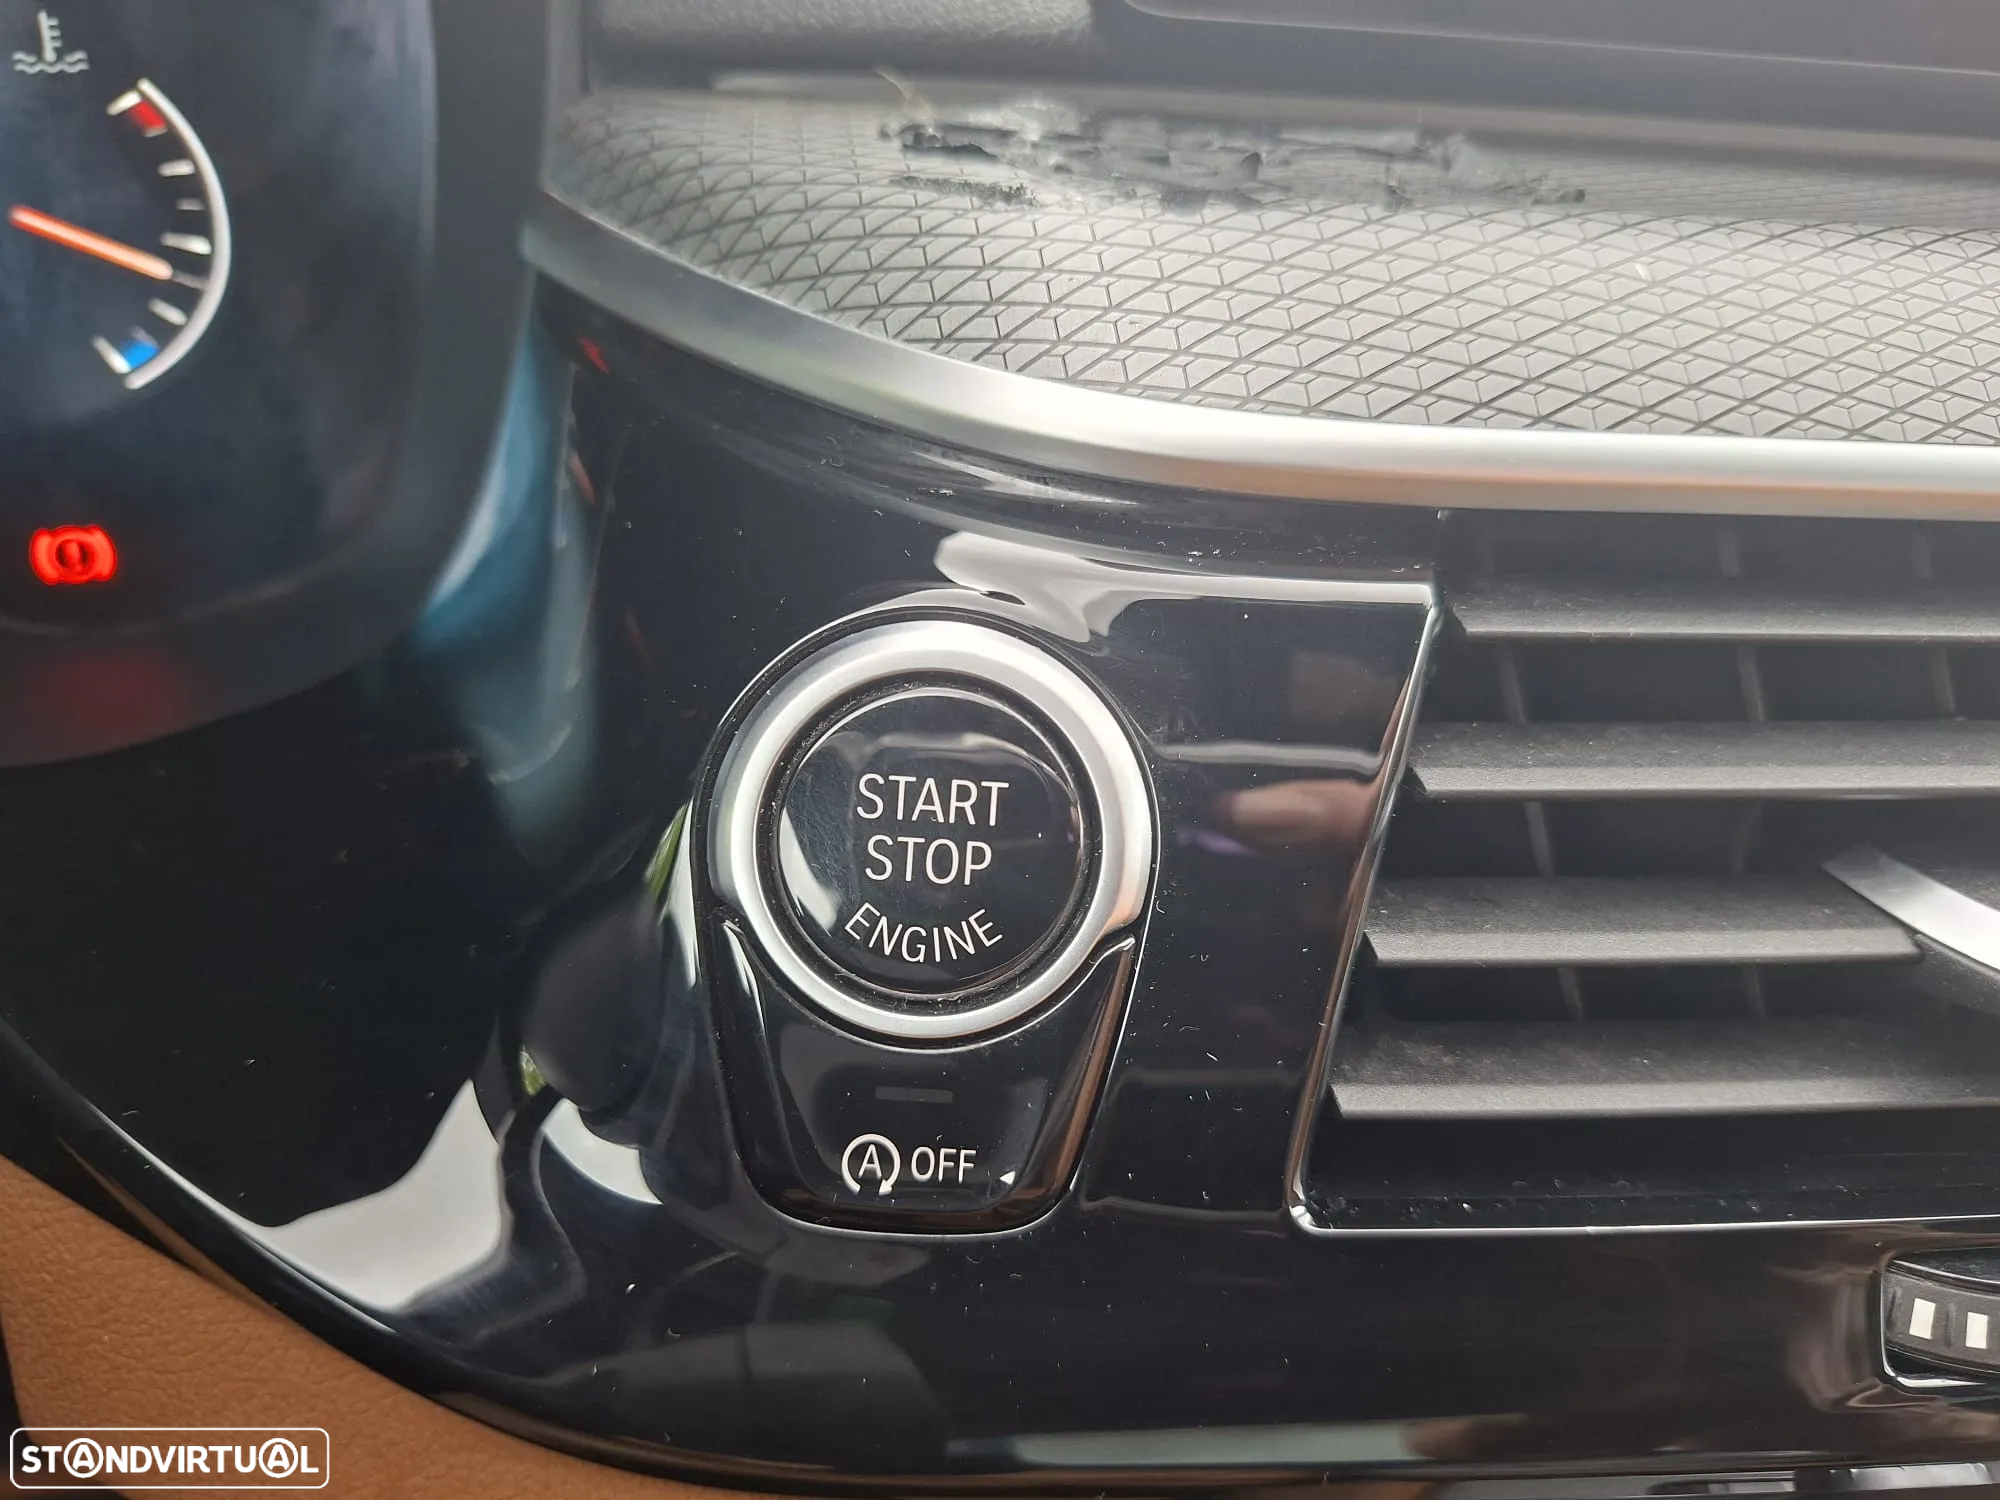 START
STOP
ENGINE
A OFF
STANDVIRTUAL